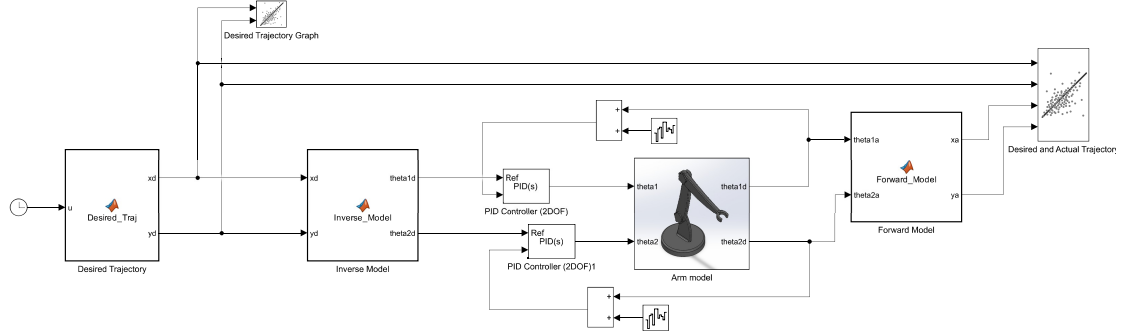 Desired Trajectory Graph
xd
yd
u
Desired_Traj
Desired Trajectory
xd
yd
theta1d
theta2d
Inverse_Model
Inverse Model
+
+
Ref
PID(s)
PID Controller (2DOF)
Ref
PID(s)
PID Controller (2DOF)1
theta1
theta2
theta1d
theta2d
Arm model
+
+
theta1a
theta2a
xa
ya
Forward_Model
Forward Model
Desired and Actual Trajectory